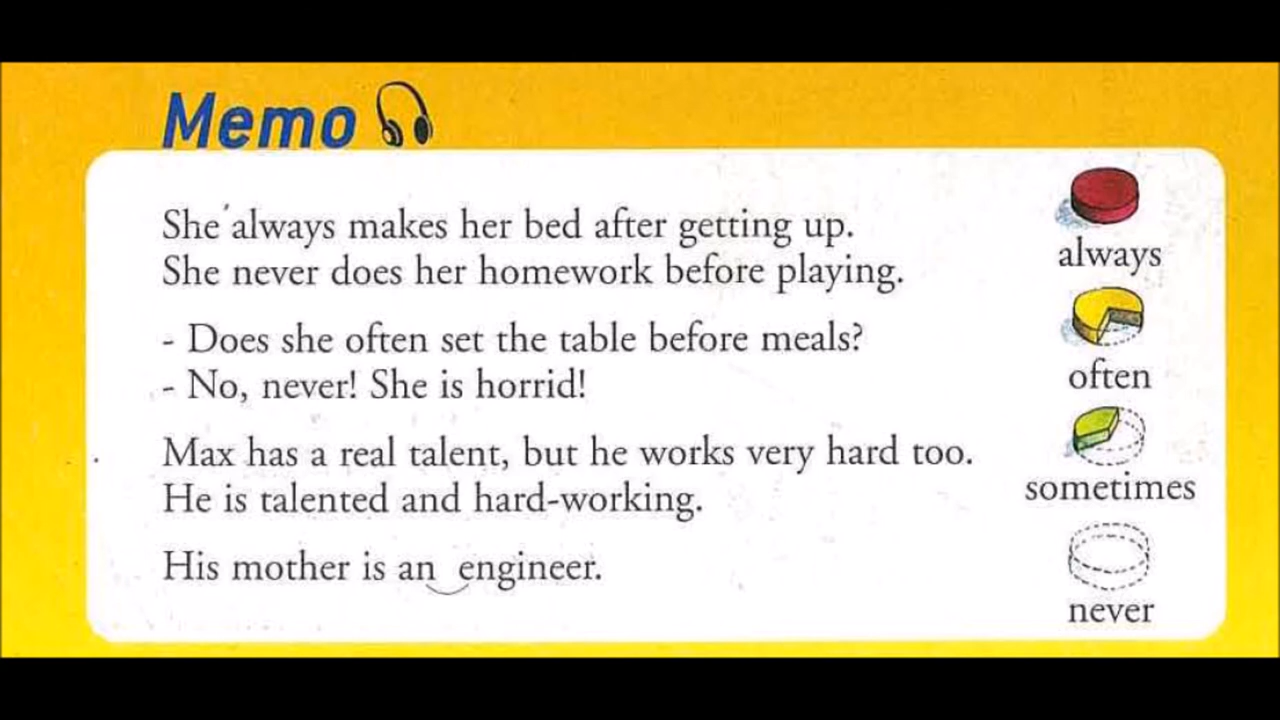 Memo
She always makes her bed after getting up.
She never does her homework before playing.
- Does she often set the table before meals?
- No, never! She is horrid!
Max has a real talent, but he works very hard too.
He is talented and hard-working.
His mother is an engineer.
always
often
sometimes
never